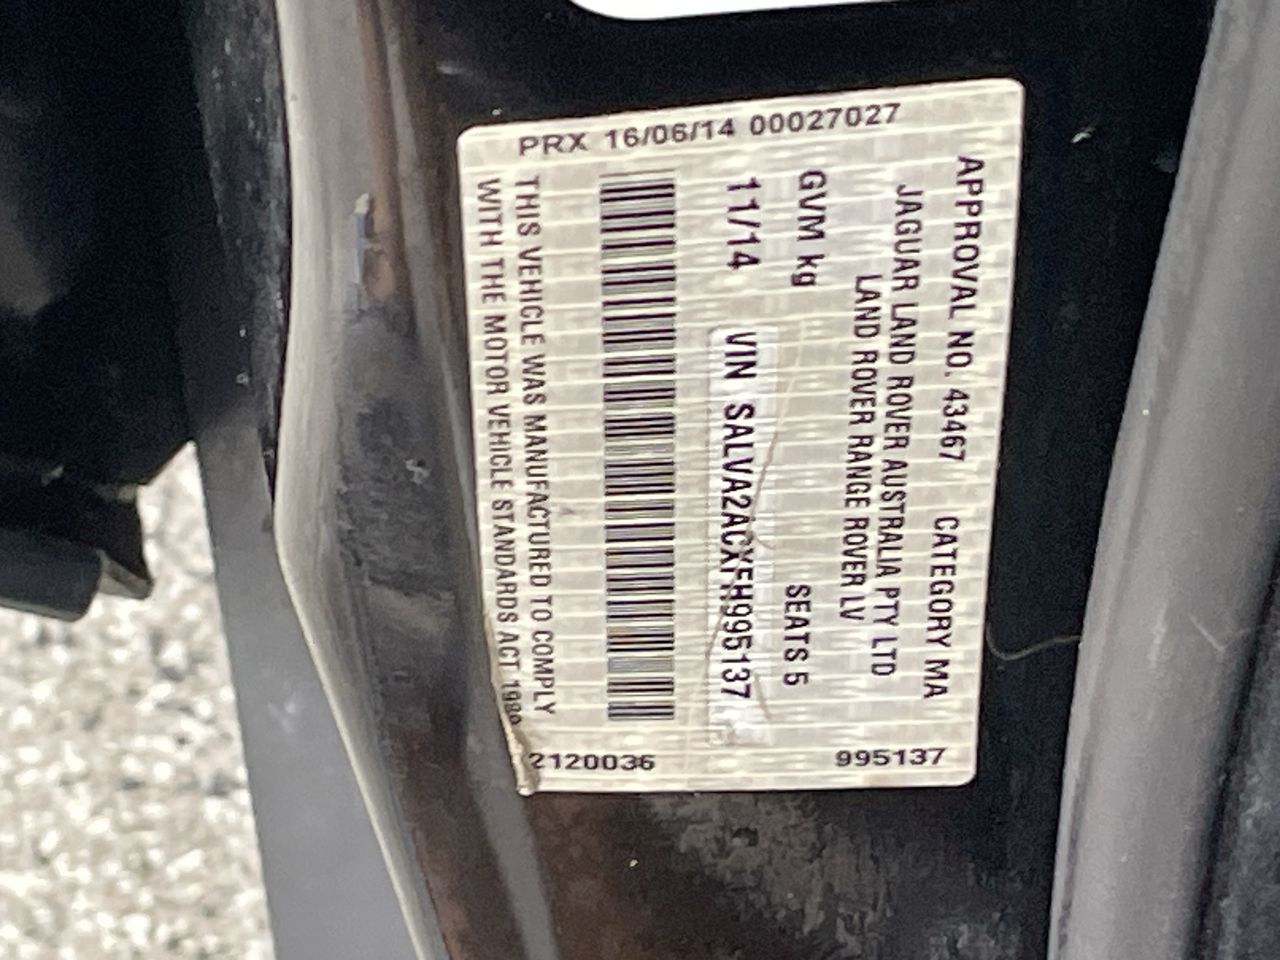 PRX 16/06/14 00027027
APPROVAL NO. 43467 CATEGORY MA
JAGUAR LAND ROVER AUSTRALIA PTY LTD
LAND ROVER RANGE ROVER LV
GVM kg SEATS 5
11/14 VIN SALVA2ACXFH995137
THIS VEHICLE WAS MANUFACTURED TO COMPLY
WITH THE MOTOR VEHICLE STANDARDS ACT 1989
2120036 995137